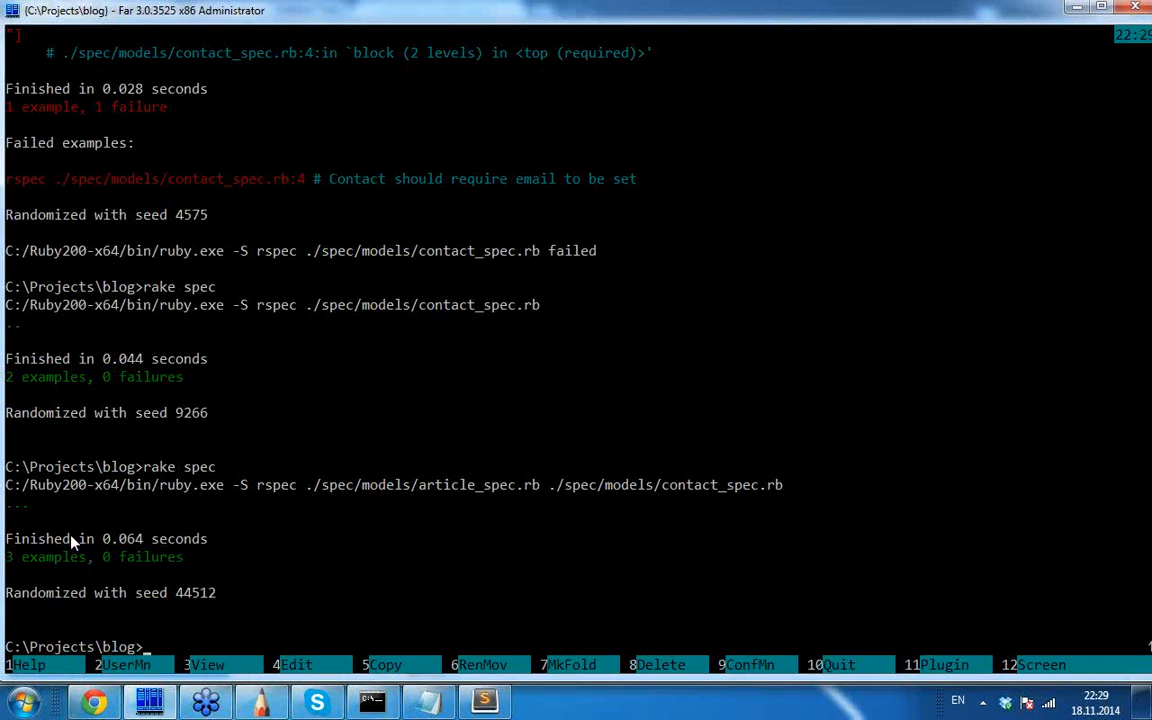 {C:\Projects\blog} - Far 3.0.3525 x86 Administrator
"]
22:29
# ./spec/models/contact_spec.rb:4:in `block (2 levels) in <top (required)>'
Finished in 0.028 seconds
1 example, 1 failure
Failed examples:
rspec ./spec/models/contact_spec.rb:4 # Contact should require email to be set
Randomized with seed 4575
C:/Ruby200-x64/bin/ruby.exe -S rspec ./spec/models/contact_spec.rb failed
C:\Projects\blog>rake spec
C:/Ruby200-x64/bin/ruby.exe -S rspec ./spec/models/contact_spec.rb
..
Finished in 0.044 seconds
2 examples, 0 failures
Randomized with seed 9266
C:\Projects\blog>rake spec
C:/Ruby200-x64/bin/ruby.exe -S rspec ./spec/models/article_spec.rb ./spec/models/contact_spec.rb
...
Finished in 0.064 seconds
3 examples, 0 failures
Randomized with seed 44512
C:\Projects\blog>
1Help 2UserMn 3View 4Edit 5Copy 6RenMov 7MkFold 8Delete 9ConfMn 10Quit 11Plugin 12Screen
EN
22:29
18.11.2014